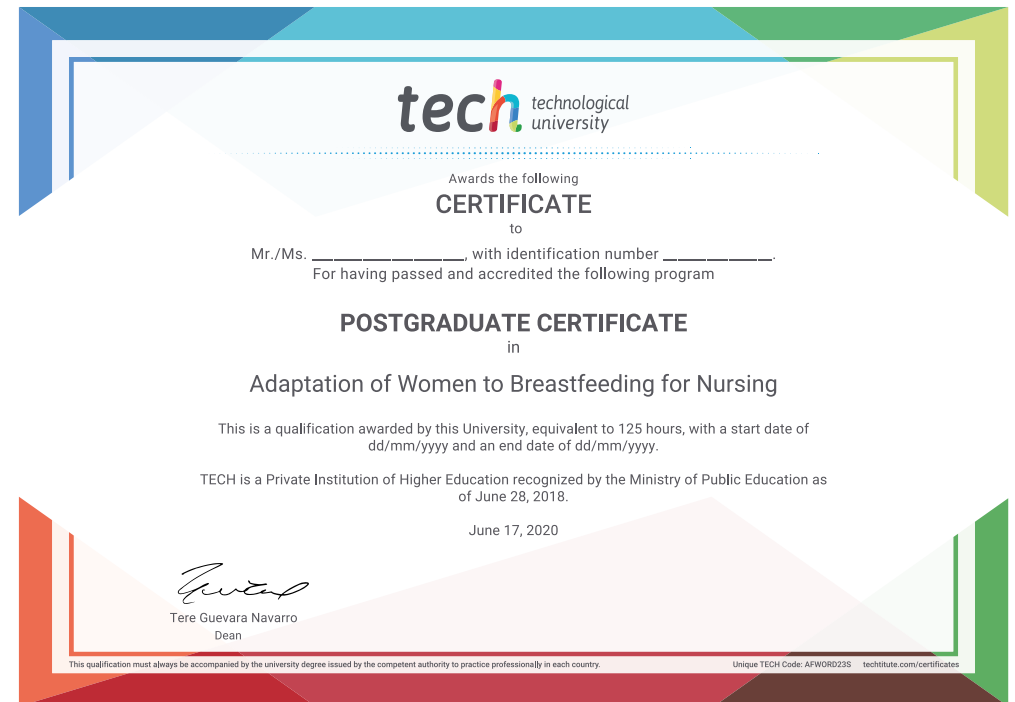 tech technological
university
Awards the following
CERTIFICATE
to
Mr./Ms. __________________, with identification number _____________.
For having passed and accredited the following program
POSTGRADUATE CERTIFICATE
in
Adaptation of Women to Breastfeeding for Nursing
This is a qualification awarded by this University, equivalent to 125 hours, with a start date of
dd/mm/yyyy and an end date of dd/mm/yyyy.
TECH is a Private Institution of Higher Education recognized by the Ministry of Public Education as
of June 28, 2018.
June 17, 2020
Tere Guevara Navarro
Dean
This qualification must always be accompanied by the university degree issued by the competent authority to practice professionally in each country.
Unique TECH Code: AFWORD23S techtitute.com/certificates